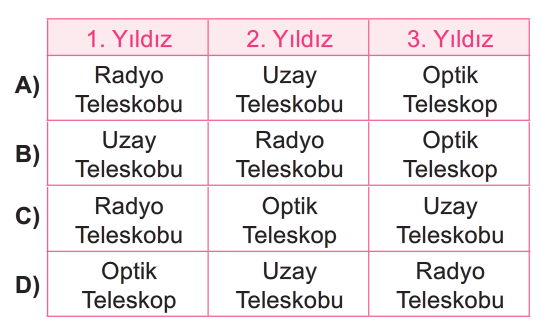 1. Yıldız 2. Yıldız 3. Yıldız
A) Radyo Teleskobu Uzay Teleskobu Optik Teleskop
B) Uzay Teleskobu Radyo Teleskobu Optik Teleskop
C) Radyo Teleskobu Optik Teleskop Uzay Teleskobu
D) Optik Teleskop Uzay Teleskobu Radyo Teleskobu